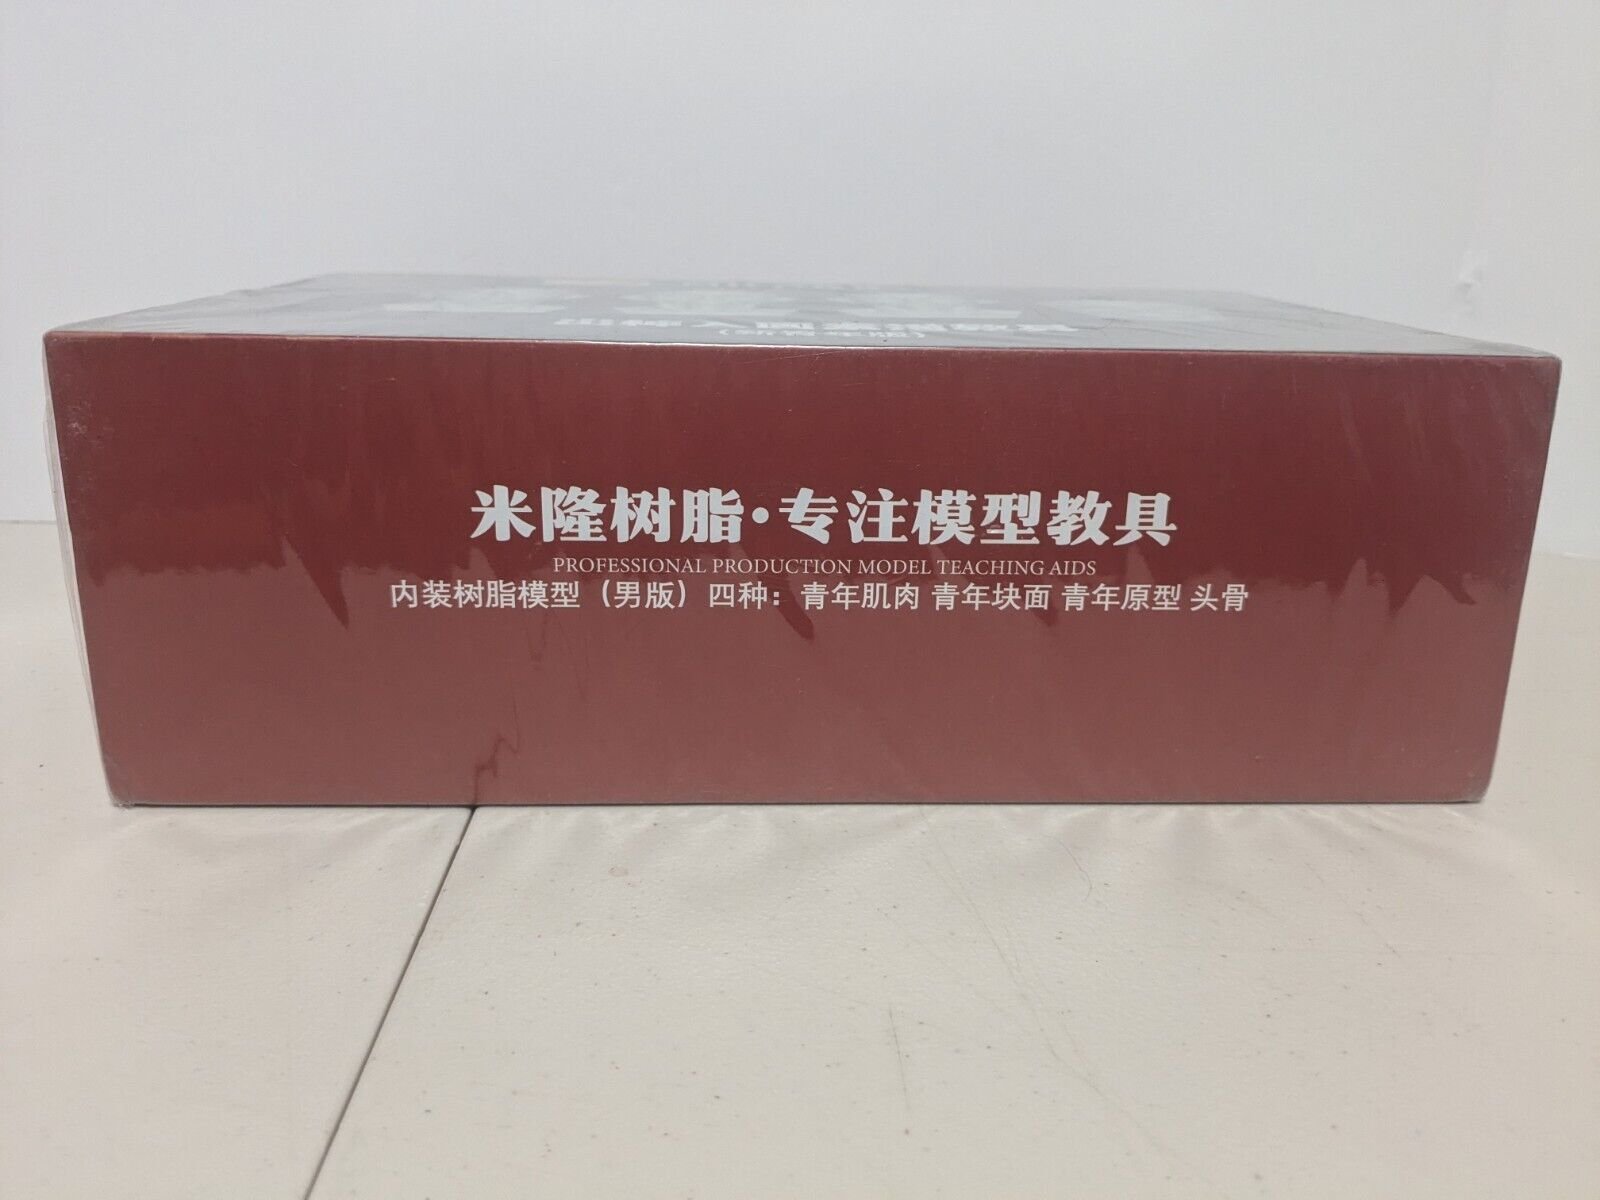 米隆树脂·专注模型教具
PROFESSIONAL PRODUCTION MODEL TEACHING AIDS
内装树脂模型（男版）四种：青年肌肉 青年块面 青年原型 头骨